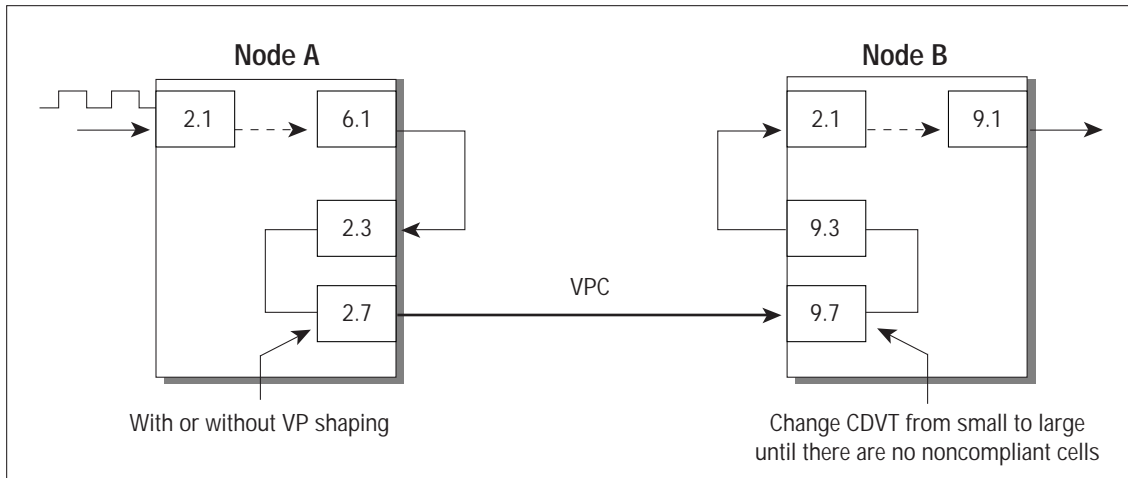 Node A
Node B
2.1
6.1
2.1
9.1
2.3
9.3
VPC
2.7
9.7
With or without VP shaping
Change CDVT from small to large
until there are no noncompliant cells